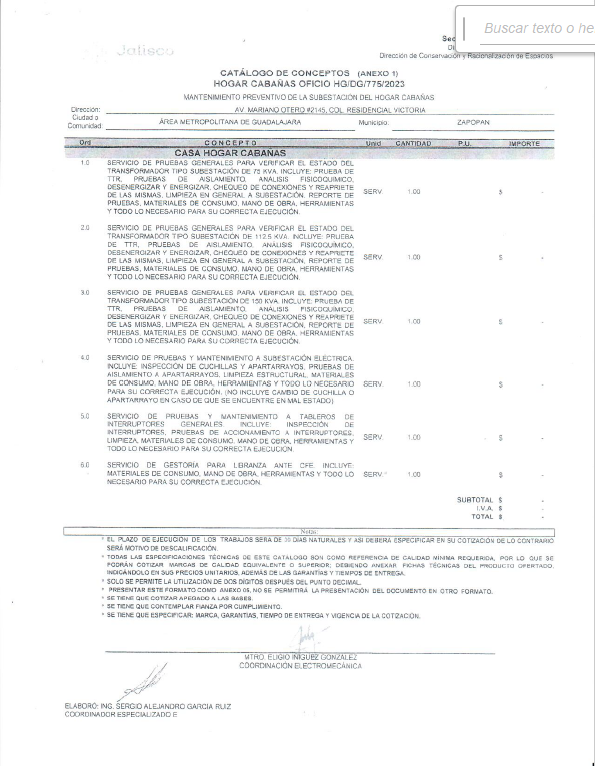 Buscar texto o he
Sec
Di
Jalisco
Dirección de Conservación y Racionalización de Espacios
CATÁLOGO DE CONCEPTOS (ANEXO 1)
HOGAR CABAÑAS OFICIO HG/DG/775/2023
MANTENIMIENTO PREVENTIVO DE LA SUBESTACIÓN DEL HOGAR CABAÑAS
Dirección: AV. MARIANO OTERO #2145, COL. RESIDENCIAL VICTORIA
Ciudad o
Comunidad: ÁREA METROPOLITANA DE GUADALAJARA Municipio: ZAPOPAN
Ord CONCEPTO Unid CANTIDAD P.U. IMPORTE
CASA HOGAR CABAÑAS
1.0 SERVICIO DE PRUEBAS GENERALES PARA VERIFICAR EL ESTADO DEL
TRANSFORMADOR TIPO SUBESTACIÓN DE 75 KVA. INCLUYE: PRUEBA DE
TTR, PRUEBAS DE AISLAMIENTO, ANÁLISIS FISICOQUIMICO,
DESENERGIZAR Y ENERGIZAR, CHEQUEO DE CONEXIONES Y REAPRIETE SERV. 1.00 $ -
DE LAS MISMAS, LIMPIEZA EN GENERAL A SUBESTACIÓN, REPORTE DE
PRUEBAS, MATERIALES DE CONSUMO, MANO DE OBRA, HERRAMIENTAS
Y TODO LO NECESARIO PARA SU CORRECTA EJECUCIÓN.
2.0 SERVICIO DE PRUEBAS GENERALES PARA VERIFICAR EL ESTADO DEL
TRANSFORMADOR TIPO SUBESTACIÓN DE 112.5 KVA. INCLUYE: PRUEBA
DE TTR, PRUEBAS DE AISLAMIENTO, ANÁLISIS FISICOQUIMICO,
DESENERGIZAR Y ENERGIZAR, CHEQUEO DE CONEXIONES Y REAPRIETE SERV. 1.00 $ -
DE LAS MISMAS, LIMPIEZA EN GENERAL A SUBESTACIÓN, REPORTE DE
PRUEBAS, MATERIALES DE CONSUMO, MANO DE OBRA, HERRAMIENTAS
Y TODO LO NECESARIO PARA SU CORRECTA EJECUCIÓN.
3.0 SERVICIO DE PRUEBAS GENERALES PARA VERIFICAR EL ESTADO DEL
TRANSFORMADOR TIPO SUBESTACIÓN DE 150 KVA. INCLUYE: PRUEBA DE
TTR, PRUEBAS DE AISLAMIENTO, ANÁLISIS FISICOQUIMICO,
DESENERGIZAR Y ENERGIZAR, CHEQUEO DE CONEXIONES Y REAPRIETE SERV. 1.00 $ -
DE LAS MISMAS, LIMPIEZA EN GENERAL A SUBESTACIÓN, REPORTE DE
PRUEBAS, MATERIALES DE CONSUMO, MANO DE OBRA, HERRAMIENTAS
Y TODO LO NECESARIO PARA SU CORRECTA EJECUCIÓN.
4.0 SERVICIO DE PRUEBAS Y MANTENIMIENTO A SUBESTACIÓN ELÉCTRICA.
INCLUYE: INSPECCIÓN DE CUCHILLAS Y APARTARRAYOS, PRUEBAS DE
AISLAMIENTO A APARTARRAYOS, LIMPIEZA ESTRUCTURAL, MATERIALES
DE CONSUMO, MANO DE OBRA, HERRAMIENTAS Y TODO LO NECESARIO SERV. 1.00 $ -
PARA SU CORRECTA EJECUCIÓN. (NO INCLUYE CAMBIO DE CUCHILLA O
APARTARRAYO EN CASO DE QUE SE ENCUENTRE EN MAL ESTADO)
5.0 SERVICIO DE PRUEBAS Y MANTENIMIENTO A TABLEROS DE
INTERRUPTORES GENERALES. INCLUYE: INSPECCIÓN DE
INTERRUPTORES, PRUEBAS DE ACCIONAMIENTO A INTERRUPTORES, SERV. 1.00 $ -
LIMPIEZA, MATERIALES DE CONSUMO, MANO DE OBRA, HERRAMIENTAS Y
TODO LO NECESARIO PARA SU CORRECTA EJECUCIÓN.
6.0 SERVICIO DE GESTORIA PARA LIBRANZA ANTE CFE. INCLUYE:
MATERIALES DE CONSUMO, MANO DE OBRA, HERRAMIENTAS Y TODO LO SERV. 1.00 $ -
NECESARIO PARA SU CORRECTA EJECUCIÓN.
SUBTOTAL $ -
I.V.A. $ -
TOTAL $ -
Notas:
* EL PLAZO DE EJECUCIÓN DE LOS TRABAJOS SERÁ DE 30 DÍAS NATURALES Y ASI DEBERÁ ESPECIFICAR EN SU COTIZACIÓN DE LO CONTRARIO
SERÁ MOTIVO DE DESCALIFICACIÓN.
* TODAS LAS ESPECIFICACIONES TÉCNICAS DE ESTE CATÁLOGO SON COMO REFERENCIA DE CALIDAD MÍNIMA REQUERIDA, POR LO QUE SE
PODRÁN COTIZAR MARCAS DE CALIDAD EQUIVALENTE O SUPERIOR; DEBIENDO ANEXAR FICHAS TÉCNICAS DEL PRODUCTO OFERTADO,
INDICÁNDOLO EN SUS PRECIOS UNITARIOS, ADEMÁS DE LAS GARANTÍAS Y TIEMPOS DE ENTREGA.
* SOLO SE PERMITE LA UTILIZACIÓN DE DOS DÍGITOS DESPUÉS DEL PUNTO DECIMAL.
* PRESENTAR ESTE FORMATO COMO ANEXO 05, NO SE PERMITIRÁ LA PRESENTACIÓN DEL DOCUMENTO EN OTRO FORMATO.
* SE TIENE QUE COTIZAR APEGADO A LAS BASES.
* SE TIENE QUE CONTEMPLAR FIANZA POR CUMPLIMIENTO.
* SE TIENE QUE ESPECIFICAR: MARCA, GARANTÍAS, TIEMPO DE ENTREGA Y VIGENCIA DE LA COTIZACIÓN.
MTRO. ELIGIO IÑIGUEZ GONZÁLEZ
COORDINACIÓN ELECTROMECÁNICA
ELABORÓ: ING. SERGIO ALEJANDRO GARCÍA RUIZ
COORDINADOR ESPECIALIZADO E